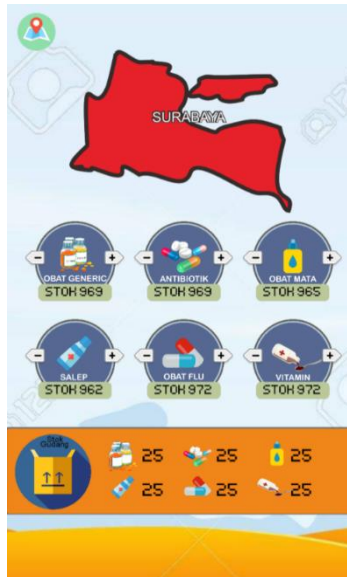 SURABAYA
OBAT GENERIC
STOK 969
ANTIBIOTIK
STOK 969
OBAT MATA
STOK 965
SALEP
STOK 962
OBAT FLU
STOK 972
VITAMIN
STOK 972
Stok
Gudang
25 25 25
25 25 25